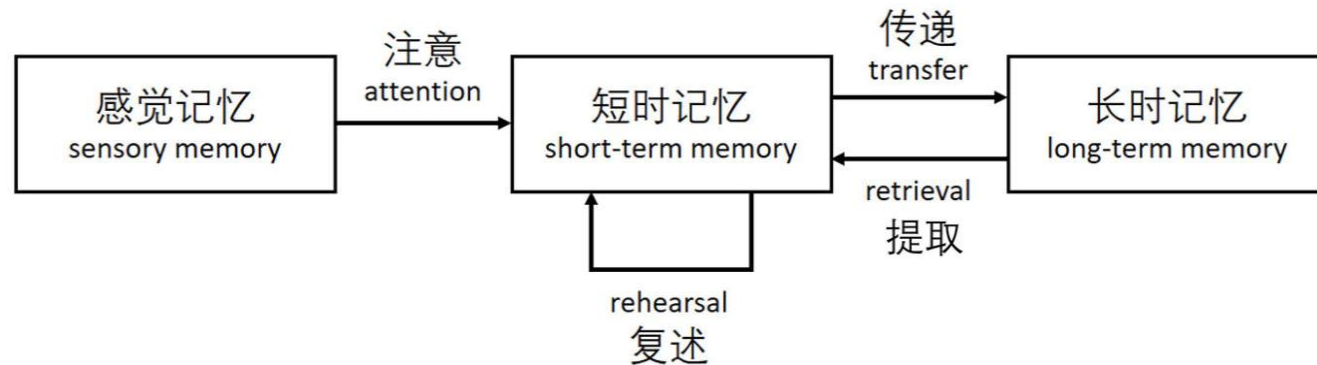 感觉记忆
sensory memory
注意
attention
短时记忆
short-term memory
传递
transfer
长时记忆
long-term memory
retrieval
提取
rehearsal
复述